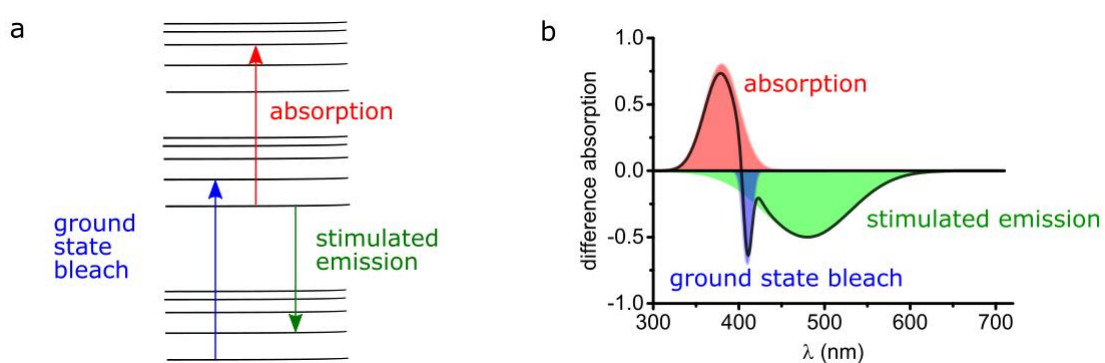 a
absorption
ground
state
bleach
stimulated
emission
b
difference absorption
1.0
0.5
0.0
-0.5
-1.0
absorption
stimulated emission
ground state bleach
300
400
500
600
700
λ (nm)